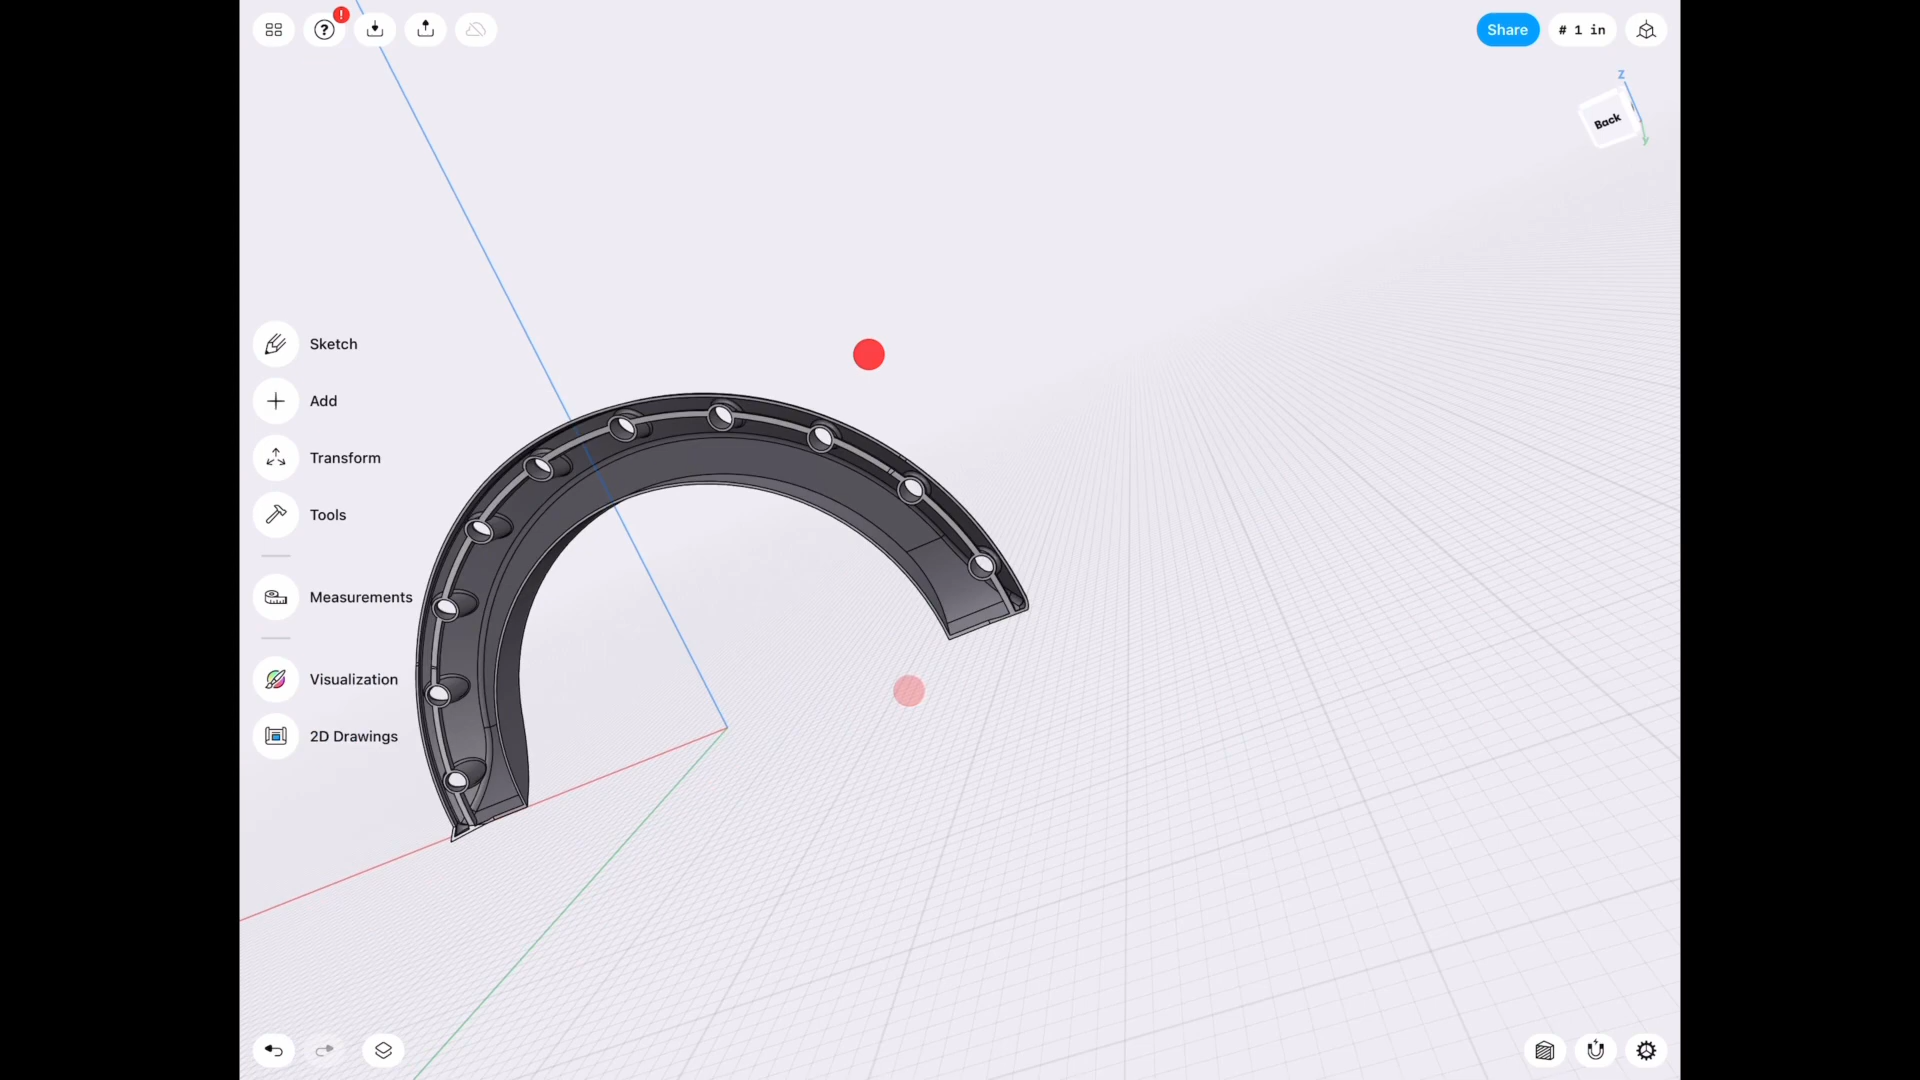 ?
!
Share
# 1 in
Z
Back
y
Sketch
Add
Transform
Tools
Measurements
Visualization
2D Drawings